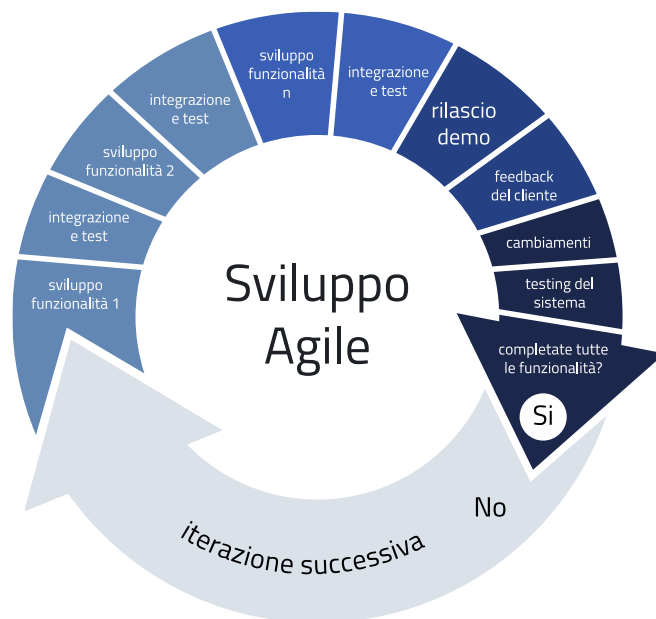 sviluppo
funzionalità 1
integrazione
e test
sviluppo
funzionalità 2
integrazione
e test
sviluppo
funzionalità
n
integrazione
e test
rilascio
demo
feedback
del cliente
cambiamenti
testing del
sistema
completate tutte
le funzionalità?
Si
No
iterazione successiva
Sviluppo
Agile